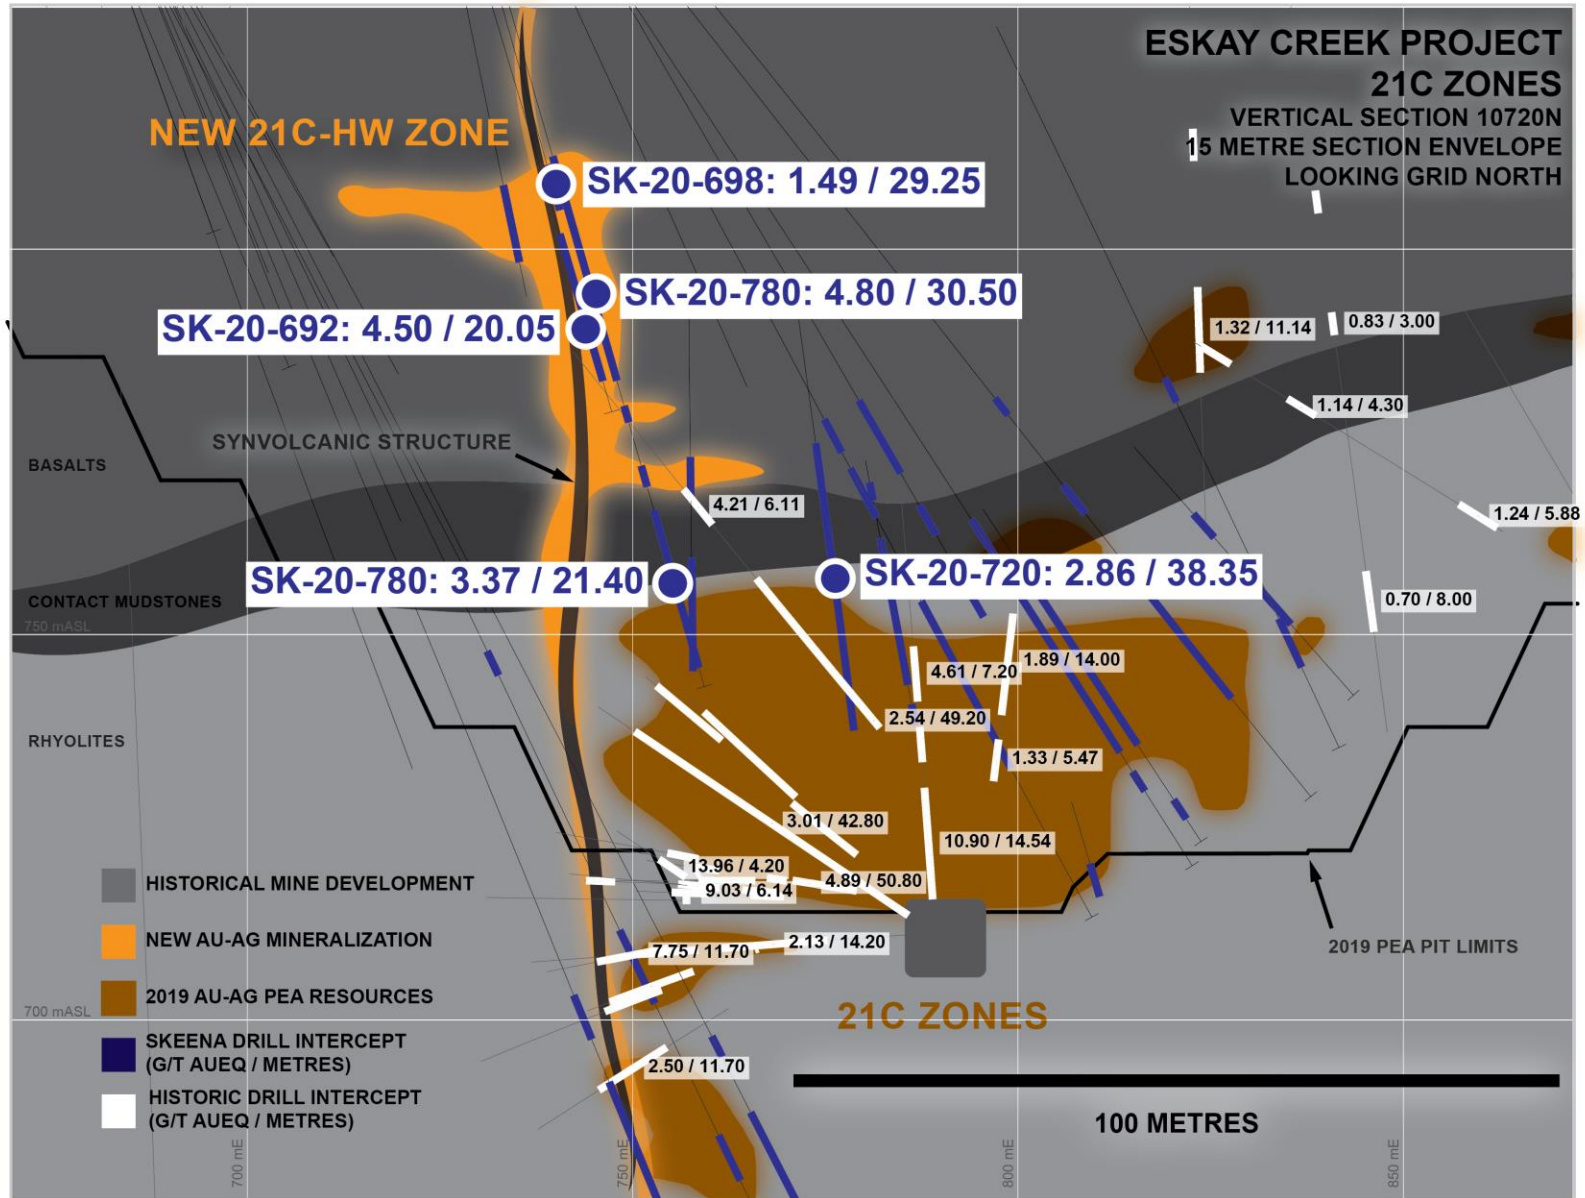 ESKAY CREEK PROJECT
21C ZONES
VERTICAL SECTION 10720N
15 METRE SECTION ENVELOPE
LOOKING GRID NORTH
NEW 21C-HW ZONE
SK-20-698: 1.49 / 29.25
SK-20-780: 4.80 / 30.50
SK-20-692: 4.50 / 20.05
1.32 / 11.14
0.83 / 3.00
1.14 / 4.30
SYNVOLCANIC STRUCTURE
BASALTS
4.21 / 6.11
1.24 / 5.88
SK-20-780: 3.37 / 21.40
SK-20-720: 2.86 / 38.35
CONTACT MUDSTONES
0.70 / 8.00
750 mASL
4.61 / 7.20
1.89 / 14.00
2.54 / 49.20
RHYOLITES
1.33 / 5.47
3.01 / 42.80
10.90 / 14.54
13.96 / 4.20
4.89 / 50.80
9.03 / 6.14
HISTORICAL MINE DEVELOPMENT
NEW AU-AG MINERALIZATION
2.13 / 14.20
7.75 / 11.70
2019 PEA PIT LIMITS
2019 AU-AG PEA RESOURCES
700 mASL
21C ZONES
SKEENA DRILL INTERCEPT
(G/T AUEQ / METRES)
2.50 / 11.70
HISTORIC DRILL INTERCEPT
(G/T AUEQ / METRES)
100 METRES
700 mE
750 mE
800 mE
850 mE